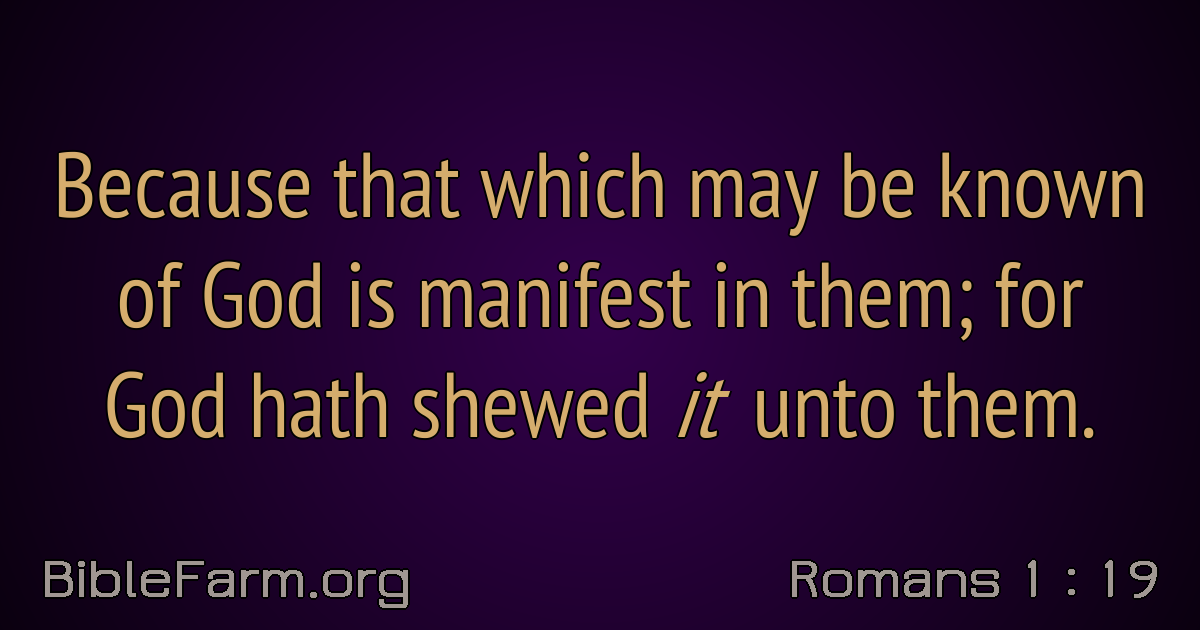 Because that which may be known
of God is manifest in them; for
God hath shewed it unto them.
BibleFarm.org
Romans 1 : 19